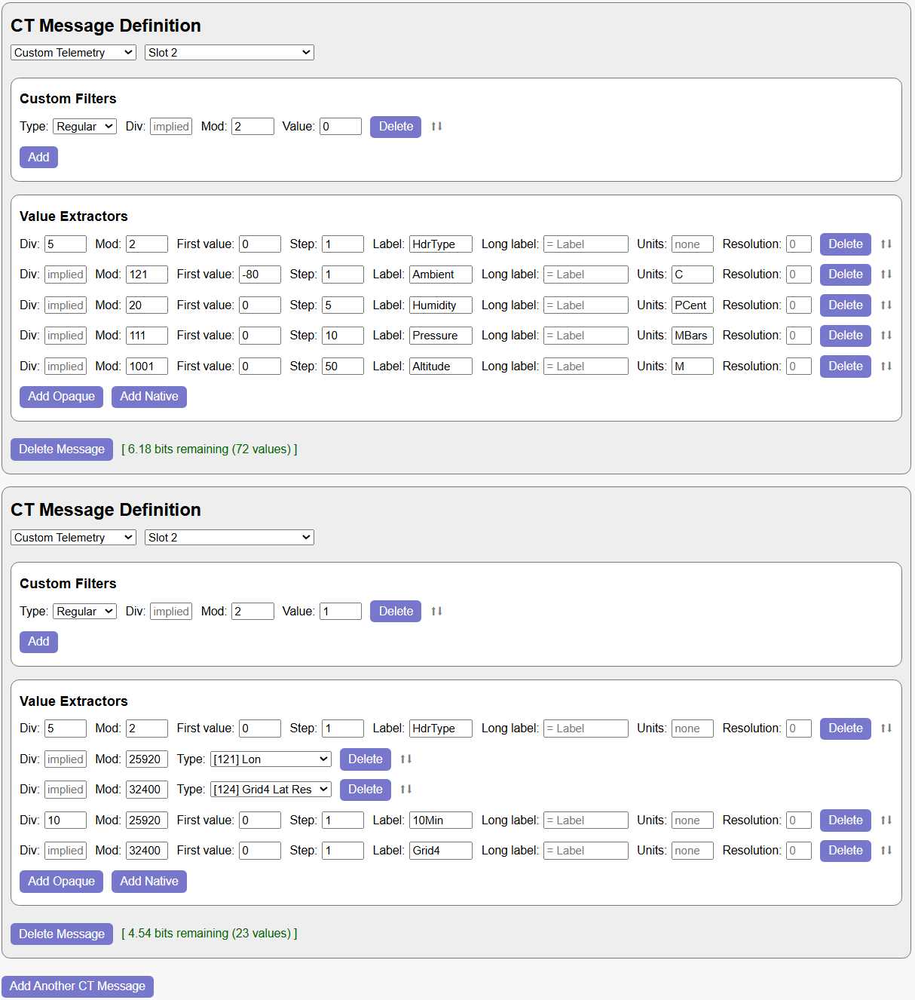 CT Message Definition
Custom Telemetry Slot 2
Custom Filters
Type: Regular Div: implied Mod: 2 Value: 0 Delete
Add
Value Extractors
Div: 5 Mod: 2 First value: 0 Step: 1 Label: HdrType Long label: = Label Units: none Resolution: 0 Delete
Div: implied Mod: 121 First value: -80 Step: 1 Label: Ambient Long label: = Label Units: C Resolution: 0 Delete
Div: implied Mod: 20 First value: 0 Step: 5 Label: Humidity Long label: = Label Units: PCent Resolution: 0 Delete
Div: implied Mod: 111 First value: 0 Step: 10 Label: Pressure Long label: = Label Units: MBars Resolution: 0 Delete
Div: implied Mod: 1001 First value: 0 Step: 50 Label: Altitude Long label: = Label Units: M Resolution: 0 Delete
Add Opaque Add Native
Delete Message [ 6.18 bits remaining (72 values) ]
CT Message Definition
Custom Telemetry Slot 2
Custom Filters
Type: Regular Div: implied Mod: 2 Value: 1 Delete
Add
Value Extractors
Div: 5 Mod: 2 First value: 0 Step: 1 Label: HdrType Long label: = Label Units: none Resolution: 0 Delete
Div: implied Mod: 25920 Type: [121] Lon Delete
Div: implied Mod: 32400 Type: [124] Grid4 Lat Res Delete
Div: 10 Mod: 25920 First value: 0 Step: 1 Label: 10Min Long label: = Label Units: none Resolution: 0 Delete
Div: implied Mod: 32400 First value: 0 Step: 1 Label: Grid4 Long label: = Label Units: none Resolution: 0 Delete
Add Opaque Add Native
Delete Message [ 4.54 bits remaining (23 values) ]
Add Another CT Message